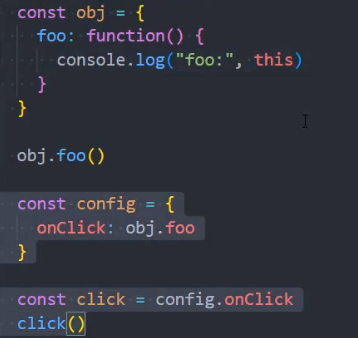 const obj = {
  foo: function() {
    console.log("foo:", this)
  }
}
obj.foo()
const config = {
  onClick: obj.foo
}
const click = config.onClick
click()